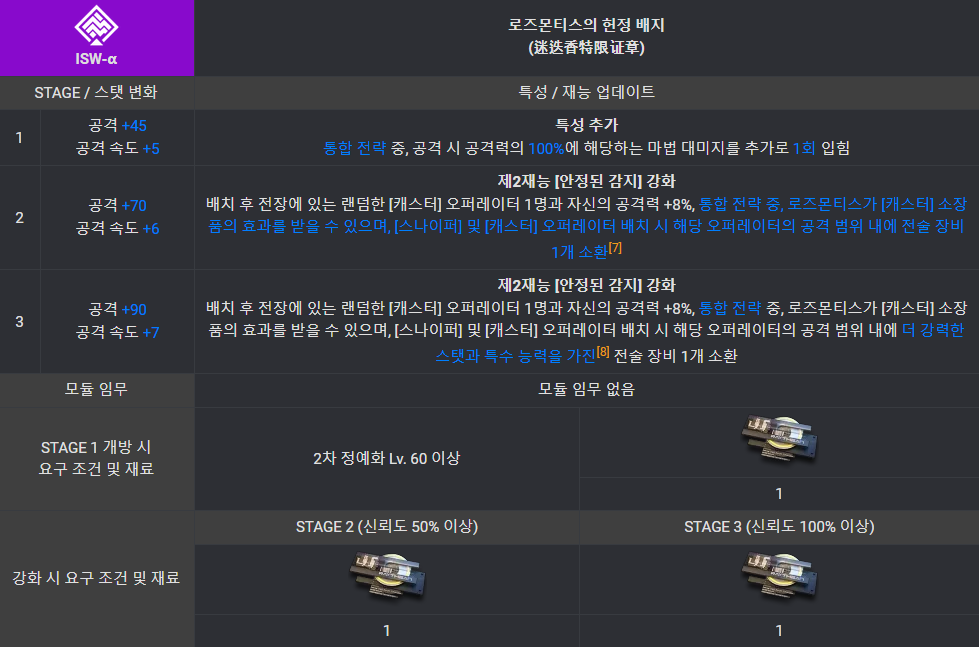 ISW-α
로즈몬티스의 헌정 배지
(迷迭香特限证章)
STAGE / 스탯 변화
특성 / 재능 업데이트
1
공격 +45
공격 속도 +5
특성 추가
통합 전략 중, 공격 시 공격력의 100%에 해당하는 마법 대미지를 추가로 1회 입힘
2
공격 +70
공격 속도 +6
제2재능 [안정된 감지] 강화
배치 후 전장에 있는 랜덤한 [캐스터] 오퍼레이터 1명과 자신의 공격력 +8%, 통합 전략 중, 로즈몬티스가 [캐스터] 소장
품의 효과를 받을 수 있으며, [스나이퍼] 및 [캐스터] 오퍼레이터 배치 시 해당 오퍼레이터의 공격 범위 내에 전술 장비
1개 소환[7]
3
공격 +90
공격 속도 +7
제2재능 [안정된 감지] 강화
배치 후 전장에 있는 랜덤한 [캐스터] 오퍼레이터 1명과 자신의 공격력 +8%, 통합 전략 중, 로즈몬티스가 [캐스터] 소장
품의 효과를 받을 수 있으며, [스나이퍼] 및 [캐스터] 오퍼레이터 배치 시 해당 오퍼레이터의 공격 범위 내에 더 강력한
스탯과 특수 능력을 가진[8] 전술 장비 1개 소환
모듈 임무
모듈 임무 없음
STAGE 1 개방 시
요구 조건 및 재료
2차 정예화 Lv. 60 이상
1
강화 시 요구 조건 및 재료
STAGE 2 (신뢰도 50% 이상)
STAGE 3 (신뢰도 100% 이상)
1
1